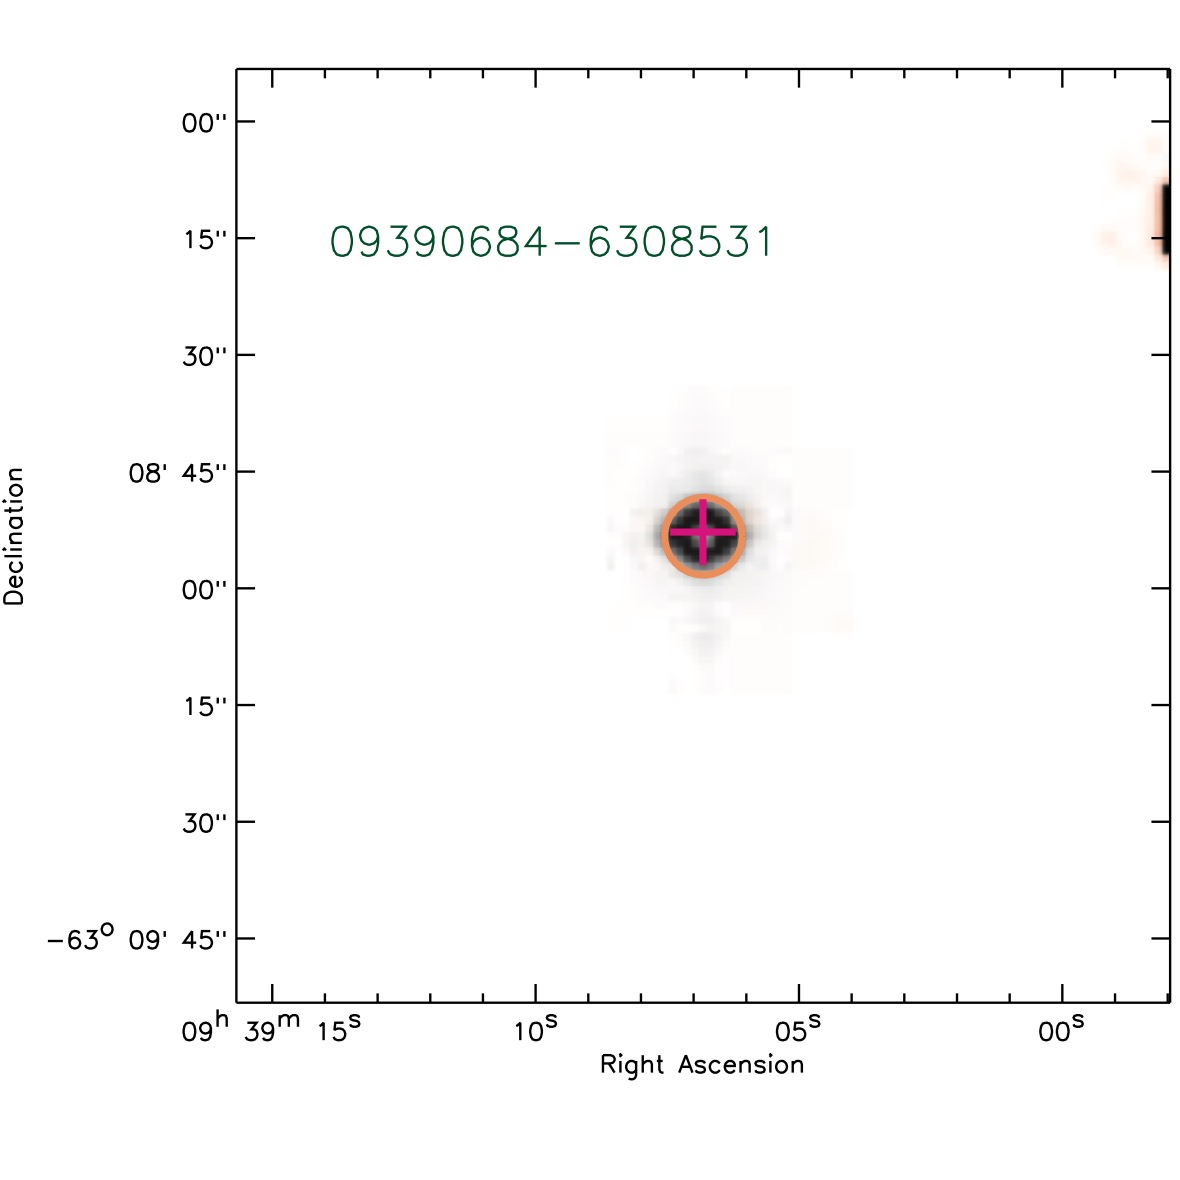 00"
09390684−6308531
15"
30"
08' 45"
Declination
00"
15"
30"
−63° 09' 45"
09h 39m 15s 10s 05s 00s
Right Ascension